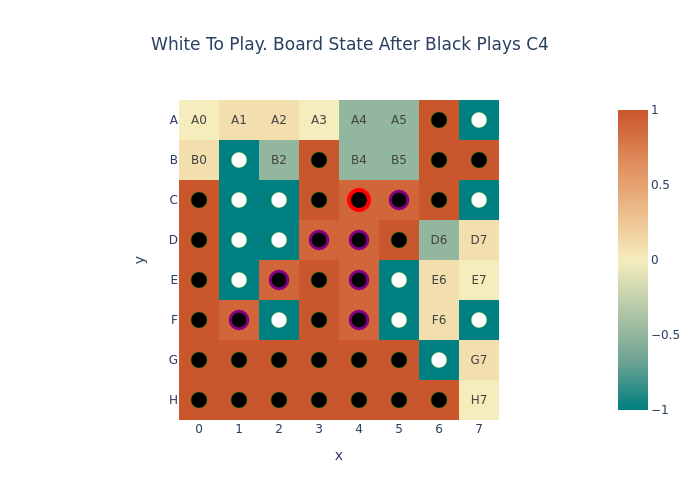 White To Play. Board State After Black Plays C4
A A0 A1 A2 A3 A4 A5
B B0 B2 B4 B5
C
D D6 D7
E E6 E7
F F6
G G7
H H7
0 1 2 3 4 5 6 7
x
y
1
0.5
0
−0.5
−1